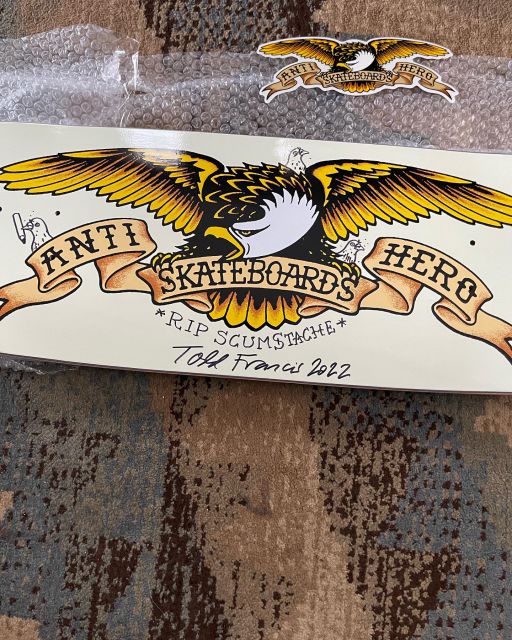 ANTI HERO
SKATEBOARDS
ANTI HERO
SKATEBOARDS
*RIP SCUMSTACHE*
Todd Francis 2022